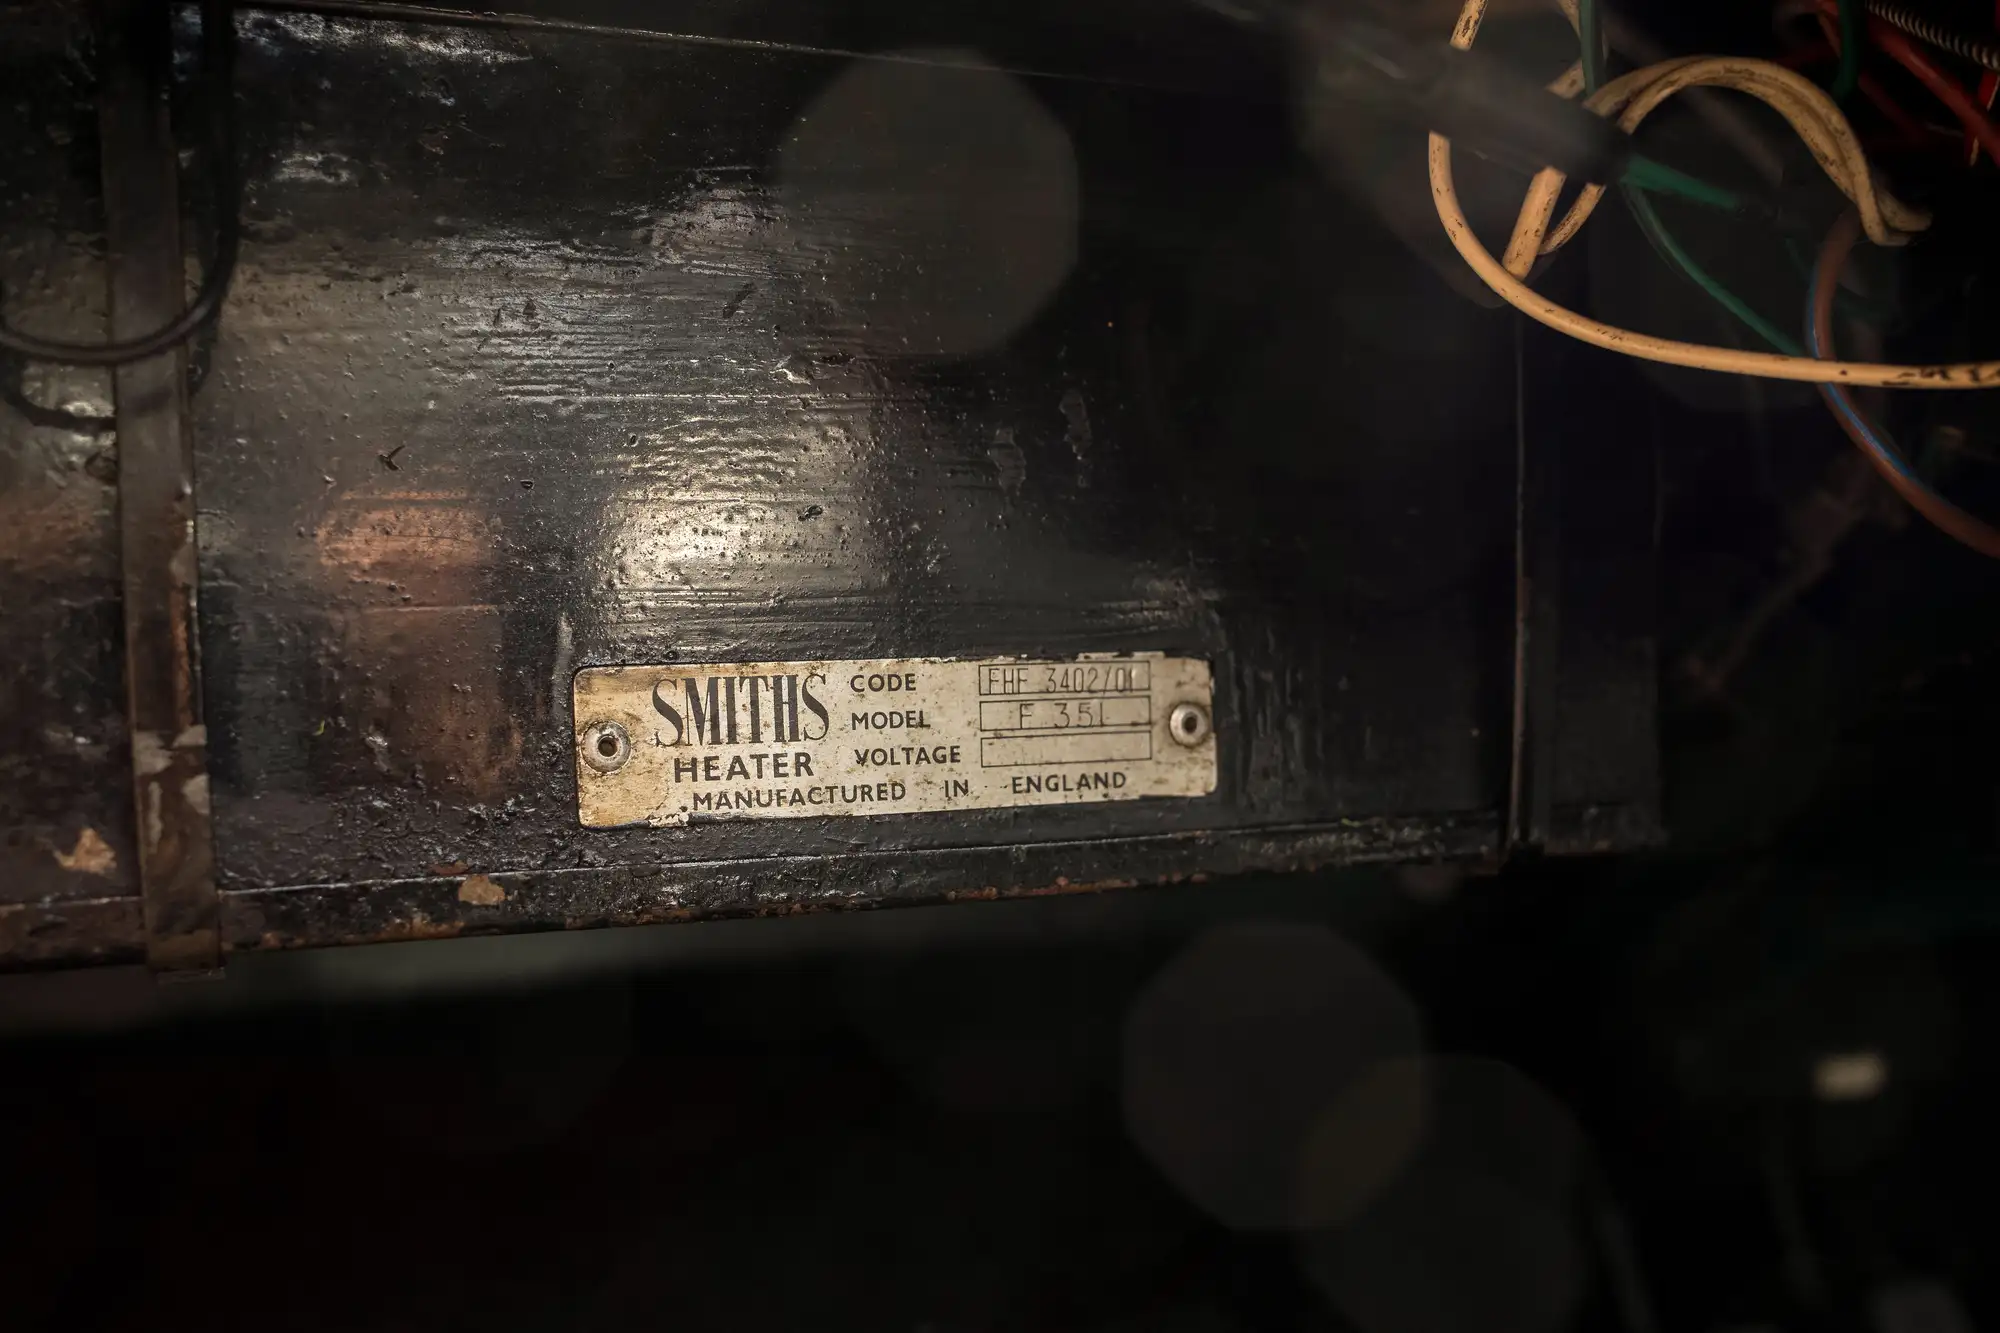 SMITHS
HEATER
CODE FHF 3402/01
MODEL F 351
VOLTAGE
MANUFACTURED IN ENGLAND